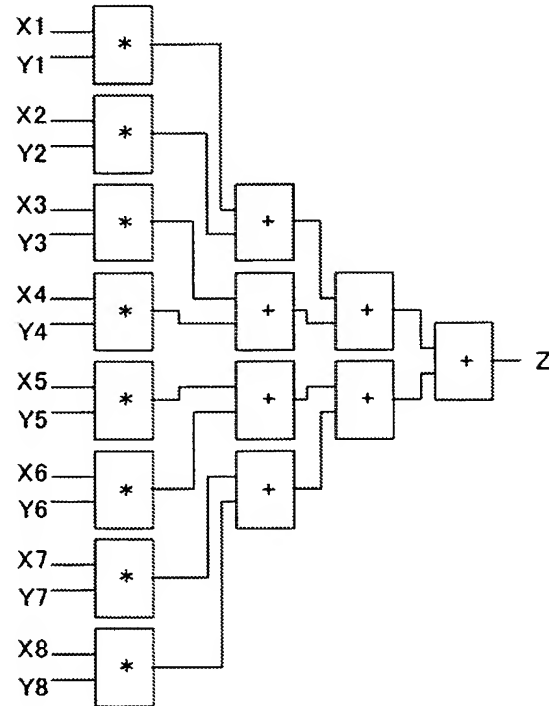 X1
*
Y1
X2
*
Y2
X3
*
+
Y3
X4
*
+
+
Y4
+
Z
X5
*
+
+
Y5
X6
*
+
Y6
X7
*
Y7
X8
*
Y8